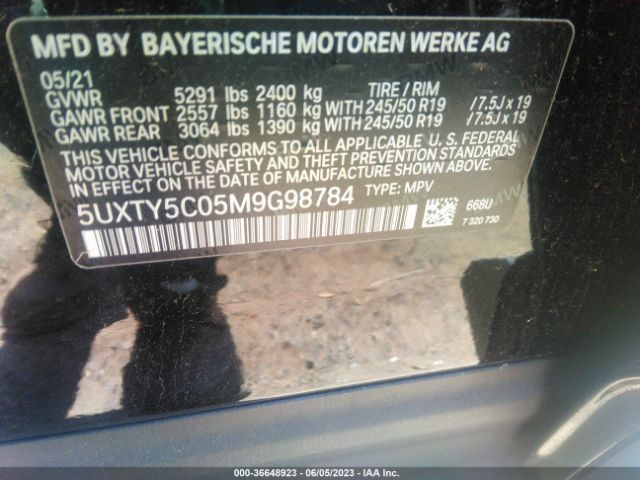 MFD BY BAYERISCHE MOTOREN WERKE AG
05/21 TIRE / RIM
GVWR 5291 lbs 2400 kg
GAWR FRONT 2557 lbs 1160 kg WITH 245/50 R19 / 7.5J x 19
GAWR REAR 3064 lbs 1390 kg WITH 245/50 R19 / 7.5J x 19
THIS VEHICLE CONFORMS TO ALL APPLICABLE U. S. FEDERAL
MOTOR VEHICLE SAFETY AND THEFT PREVENTION STANDARDS
IN EFFECT ON THE DATE OF MANUFACTURE SHOWN ABOVE.
5UXTY5C05M9G98784 TYPE: MPV
668U
7 320 730
000-36648923 - 06/05/2023 - IAA Inc.